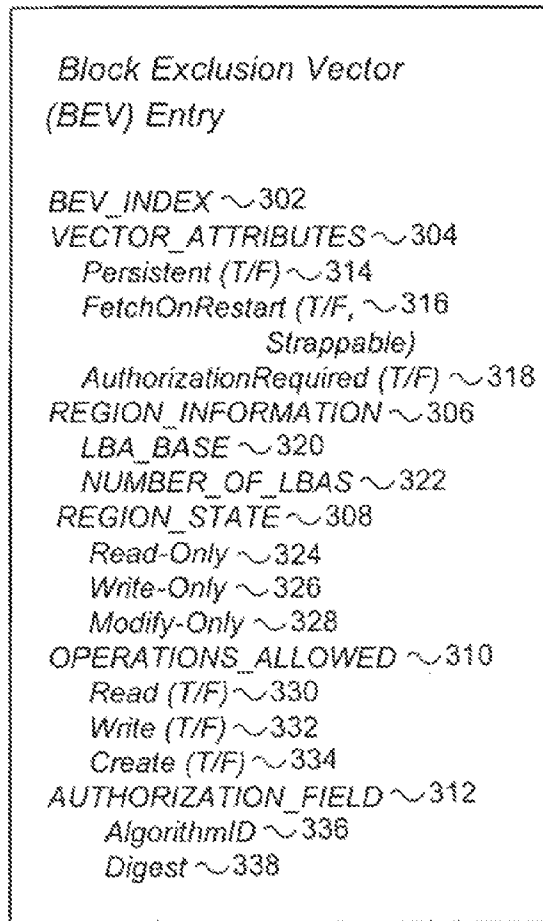 Block Exclusion Vector
(BEV) Entry
BEV_INDEX ~302
VECTOR_ATTRIBUTES ~304
Persistent (T/F) ~314
FetchOnRestart (T/F, ~316
Strappable)
AuthorizationRequired (T/F) ~318
REGION_INFORMATION ~306
LBA_BASE ~320
NUMBER_OF_LBAS ~322
REGION_STATE ~308
Read-Only ~324
Write-Only ~326
Modify-Only ~328
OPERATIONS_ALLOWED ~310
Read (T/F) ~330
Write (T/F) ~332
Create (T/F) ~334
AUTHORIZATION_FIELD ~312
AlgorithmID ~336
Digest ~338